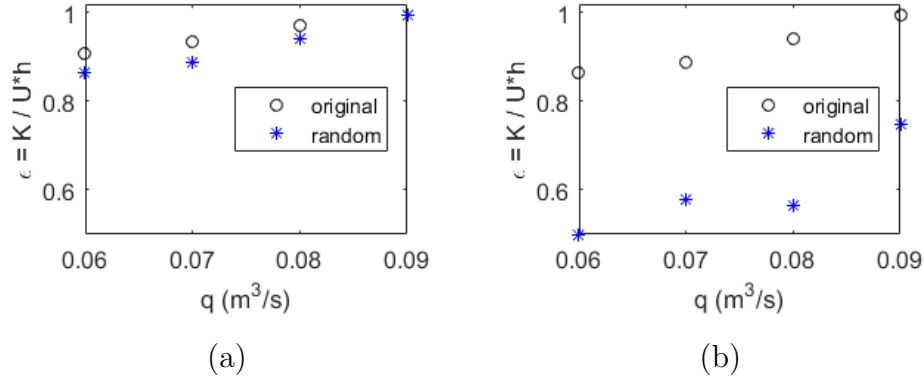 1
0.8
0.6
ϵ = K / U*h
original
random
0.06
0.07
0.08
0.09
q (m³/s)
(a)
1
0.8
0.6
ϵ = K / U*h
original
random
0.06
0.07
0.08
0.09
q (m³/s)
(b)